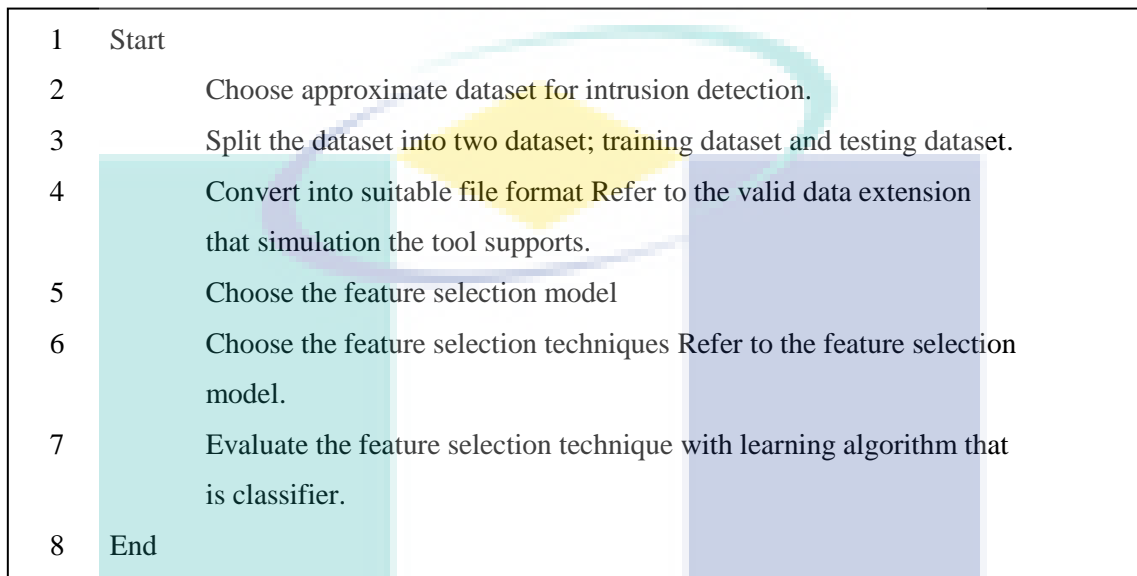 1 Start
2 Choose approximate dataset for intrusion detection.
3 Split the dataset into two dataset; training dataset and testing dataset.
4 Convert into suitable file format Refer to the valid data extension
that simulation the tool supports.
5 Choose the feature selection model
6 Choose the feature selection techniques Refer to the feature selection
model.
7 Evaluate the feature selection technique with learning algorithm that
is classifier.
8 End